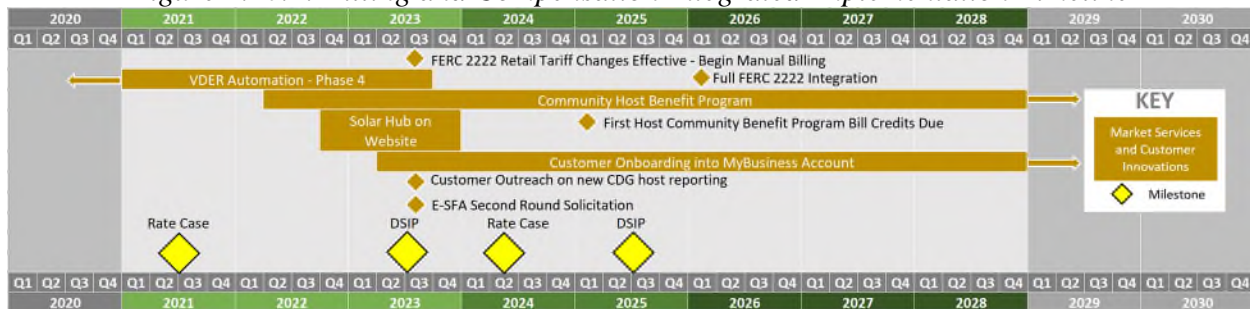 2020 2021 2022 2023 2024 2025 2026 2027 2028 2029 2030
Q1 Q2 Q3 Q4 Q1 Q2 Q3 Q4 Q1 Q2 Q3 Q4 Q1 Q2 Q3 Q4 Q1 Q2 Q3 Q4 Q1 Q2 Q3 Q4 Q1 Q2 Q3 Q4 Q1 Q2 Q3 Q4 Q1 Q2 Q3 Q4 Q1 Q2 Q3 Q4 Q1 Q2 Q3 Q4
FERC 2222 Retail Tariff Changes Effective - Begin Manual Billing
VDER Automation - Phase 4
Full FERC 2222 Integration
Community Host Benefit Program
Solar Hub on
Website
First Host Community Benefit Program Bill Credits Due
Customer Onboarding into MyBusiness Account
Customer Outreach on new CDG host reporting
E-SFA Second Round Solicitation
Rate Case DSIP Rate Case DSIP
KEY
Market Services
and Customer
Innovations
Milestone
Q1 Q2 Q3 Q4 Q1 Q2 Q3 Q4 Q1 Q2 Q3 Q4 Q1 Q2 Q3 Q4 Q1 Q2 Q3 Q4 Q1 Q2 Q3 Q4 Q1 Q2 Q3 Q4 Q1 Q2 Q3 Q4 Q1 Q2 Q3 Q4 Q1 Q2 Q3 Q4 Q1 Q2 Q3 Q4
2020 2021 2022 2023 2024 2025 2026 2027 2028 2029 2030